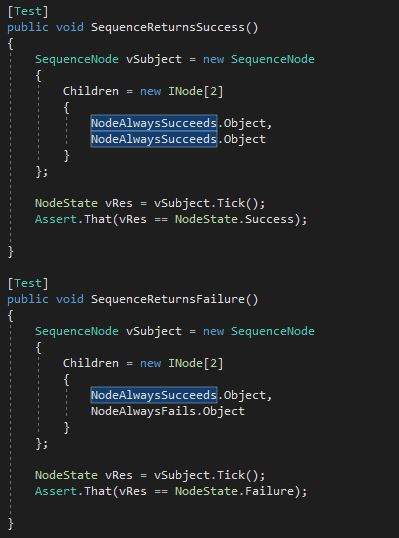 [Test]
public void SequenceReturnsSuccess()
{
    SequenceNode vSubject = new SequenceNode
    {
        Children = new INode[2]
        {
            NodeAlwaysSucceeds.Object,
            NodeAlwaysSucceeds.Object
        }
    };

    NodeState vRes = vSubject.Tick();
    Assert.That(vRes == NodeState.Success);

}

[Test]
public void SequenceReturnsFailure()
{
    SequenceNode vSubject = new SequenceNode
    {
        Children = new INode[2]
        {
            NodeAlwaysSucceeds.Object,
            NodeAlwaysFails.Object
        }
    };

    NodeState vRes = vSubject.Tick();
    Assert.That(vRes == NodeState.Failure);

}